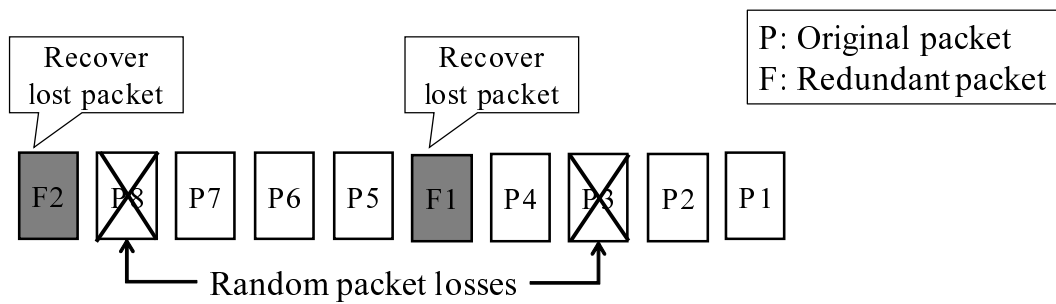 P: Original packet
F: Redundant packet
Recover
lost packet
Recover
lost packet
F2 P8 P7 P6 P5 F1 P4 P3 P2 P1
Random packet losses